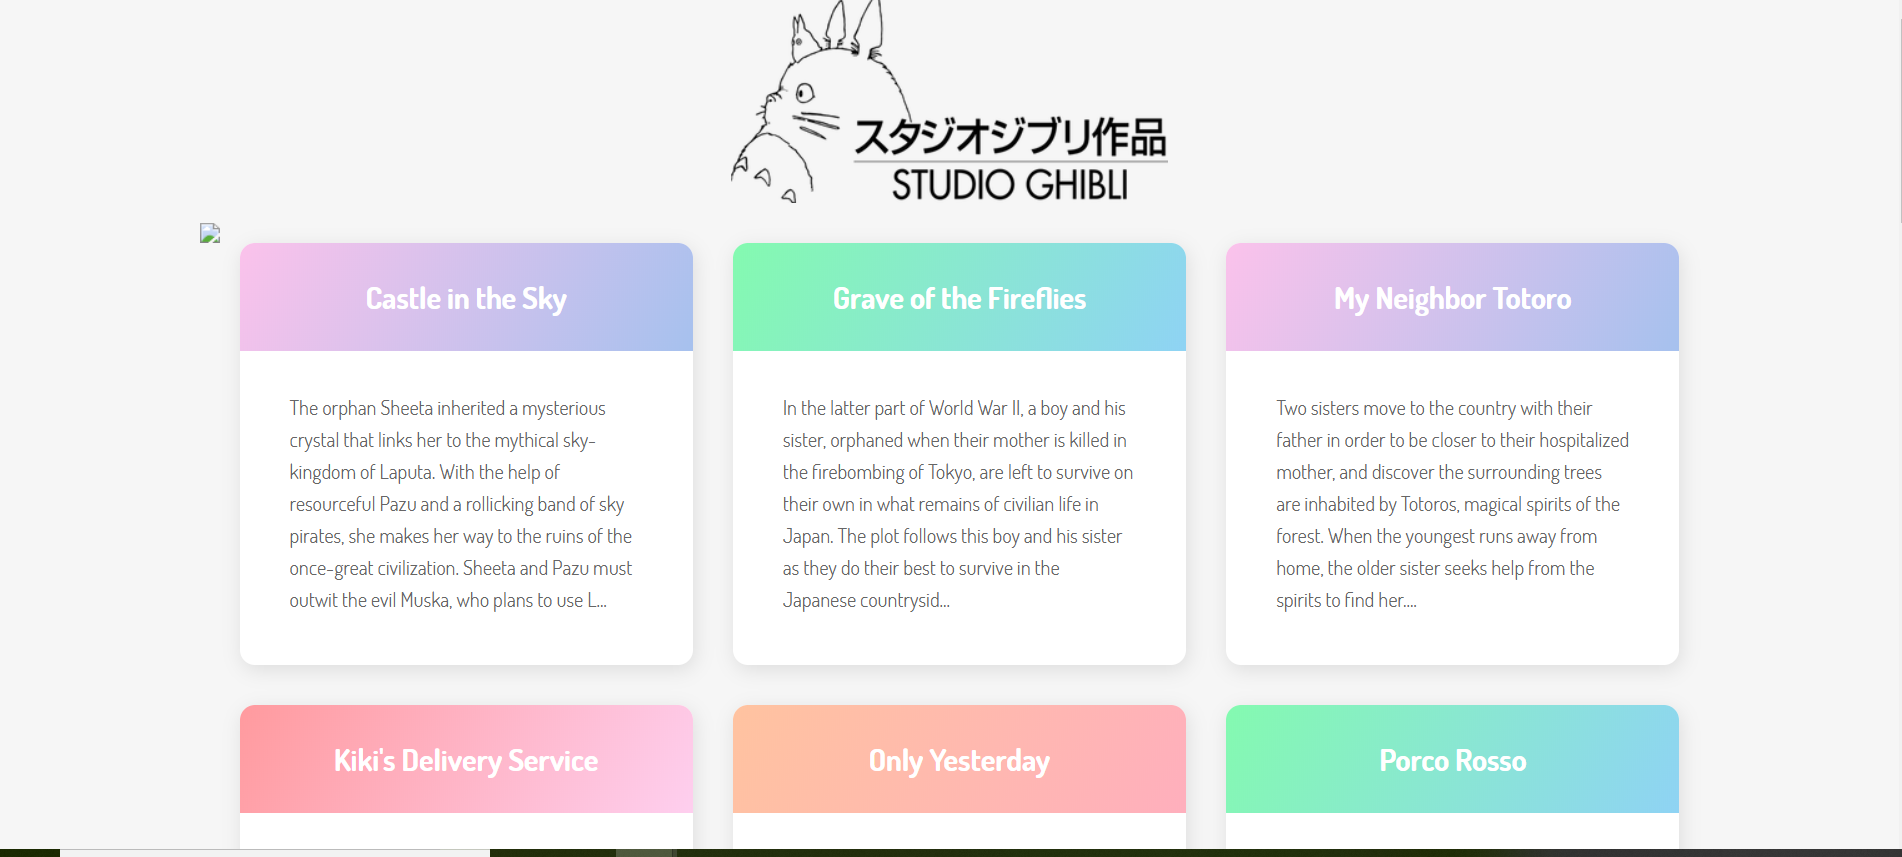 スタジオジブリ作品
STUDIO GHIBLI
Castle in the Sky
The orphan Sheeta inherited a mysterious
crystal that links her to the mythical sky-
kingdom of Laputa. With the help of
resourceful Pazu and a rollicking band of sky
pirates, she makes her way to the ruins of the
once-great civilization. Sheeta and Pazu must
outwit the evil Muska, who plans to use L...
Grave of the Fireflies
In the latter part of World War II, a boy and his
sister, orphaned when their mother is killed in
the firebombing of Tokyo, are left to survive on
their own in what remains of civilian life in
Japan. The plot follows this boy and his sister
as they do their best to survive in the
Japanese countrysid...
My Neighbor Totoro
Two sisters move to the country with their
father in order to be closer to their hospitalized
mother, and discover the surrounding trees
are inhabited by Totoros, magical spirits of the
forest. When the youngest runs away from
home, the older sister seeks help from the
spirits to find her....
Kiki's Delivery Service
Only Yesterday
Porco Rosso